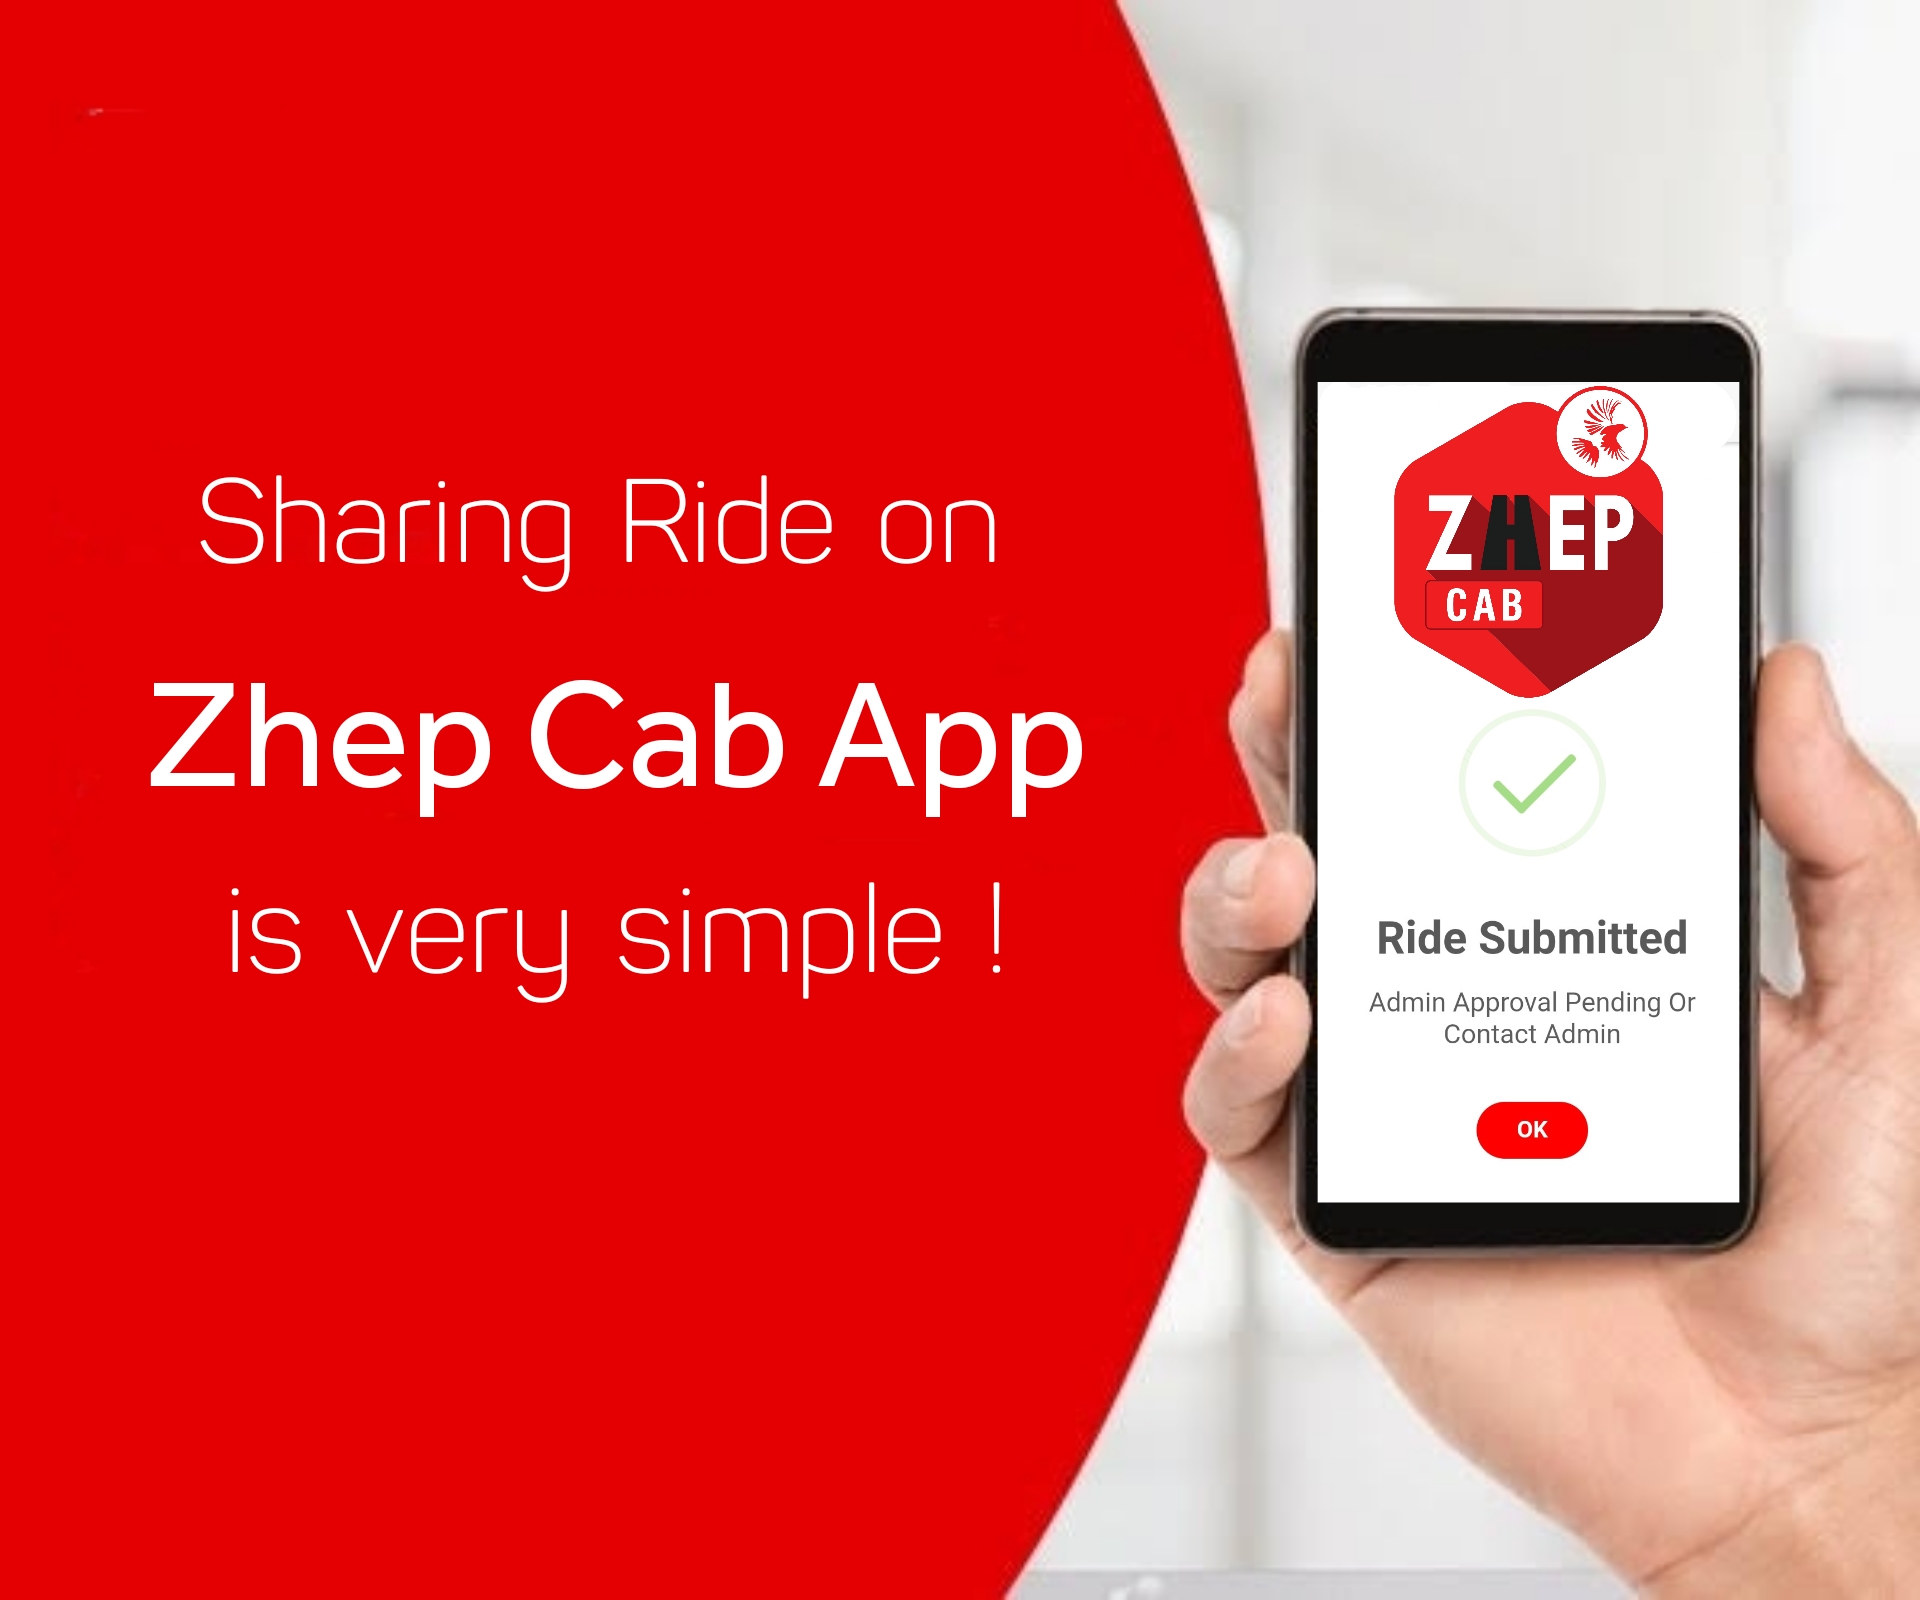 Sharing Ride on
Zhep Cab App
is very simple !
ZHEP
CAB
Ride Submitted
Admin Approval Pending Or
Contact Admin
OK